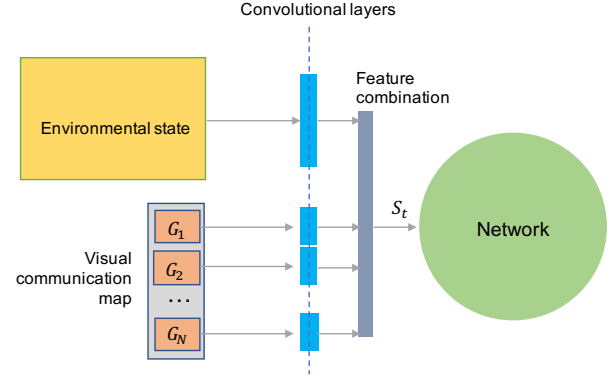 Convolutional layers
Feature
combination
Environmental state
S_t
Network
G_1
Visual
communication
map
G_2
...
G_N